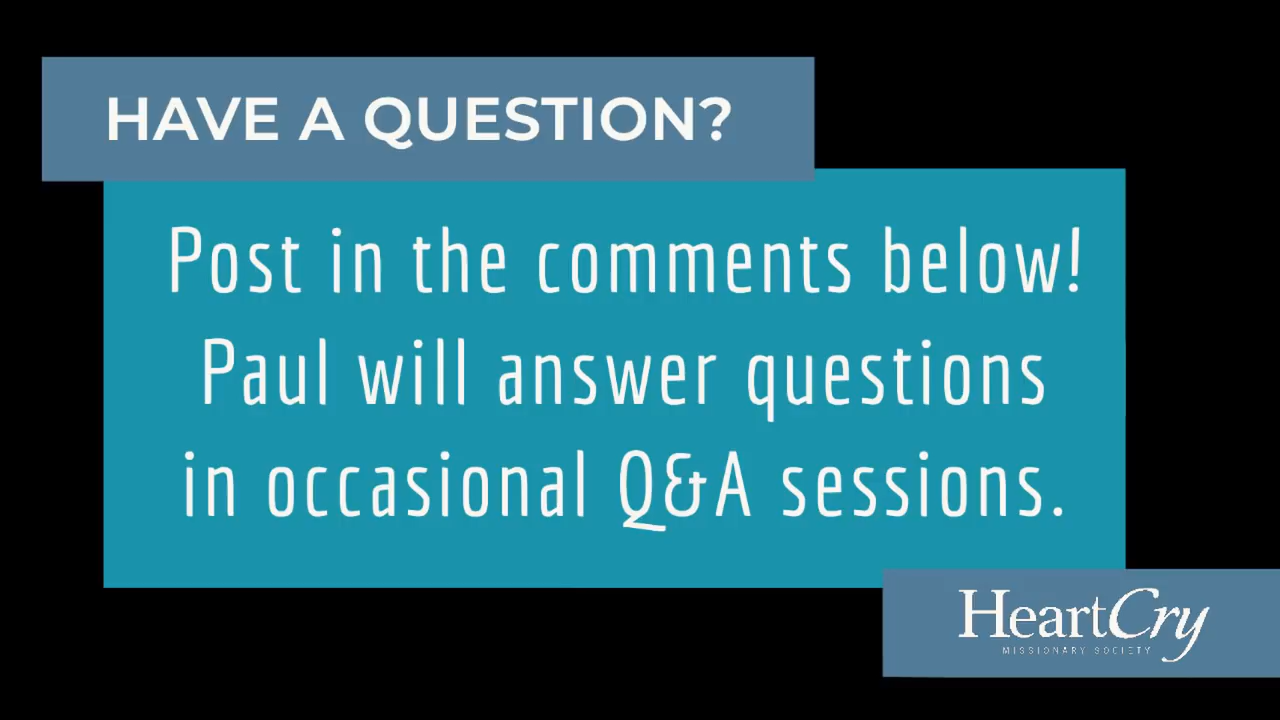 HAVE A QUESTION?
Post in the comments below!
Paul will answer questions
in occasional Q&A sessions.
HeartCry
MISSIONARY SOCIETY